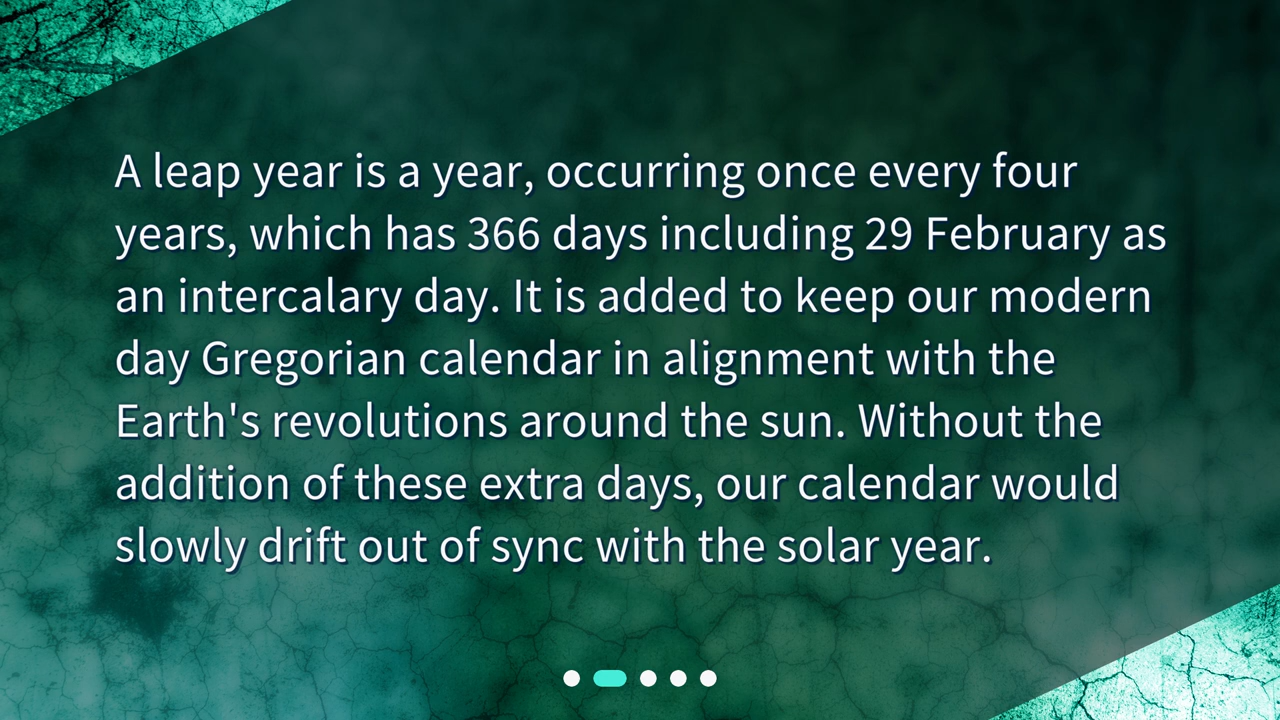 A leap year is a year, occurring once every four
years, which has 366 days including 29 February as
an intercalary day. It is added to keep our modern
day Gregorian calendar in alignment with the
Earth's revolutions around the sun. Without the
addition of these extra days, our calendar would
slowly drift out of sync with the solar year.